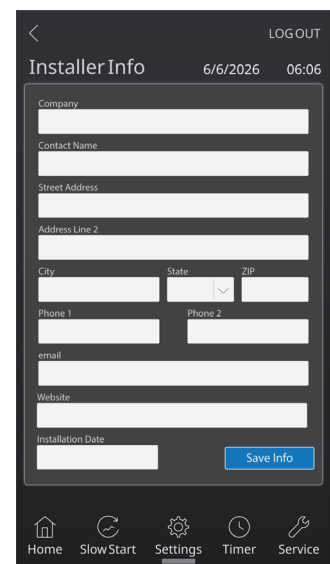 LOGOUT
Installer Info 6/6/2026 06:06
Company
Contact Name
Street Address
Address Line 2
City State ZIP
Phone 1 Phone 2
email
Website
Installation Date
Save Info
Home Slow Start Settings Timer Service